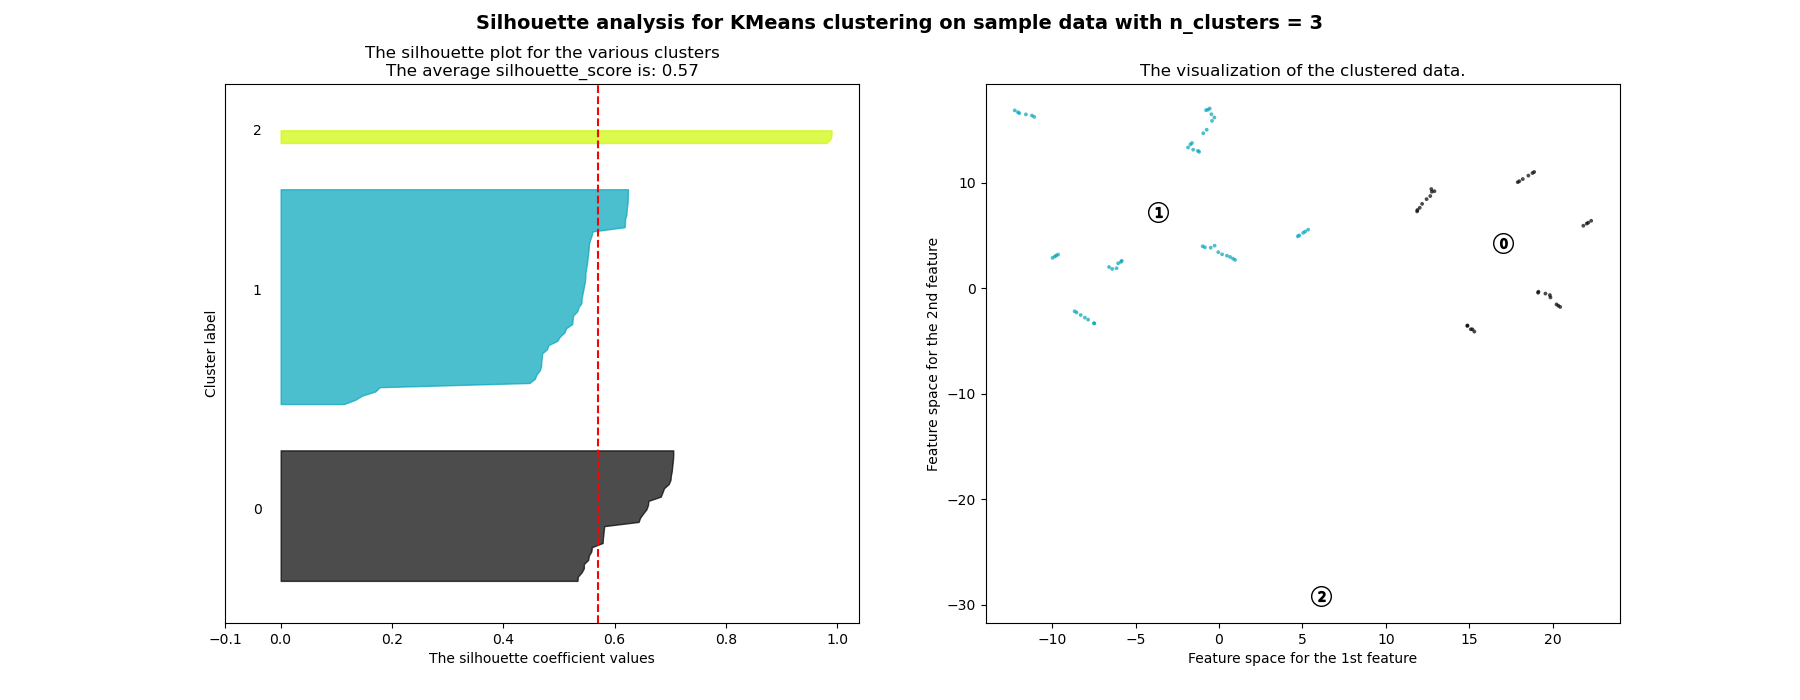 Silhouette analysis for KMeans clustering on sample data with n_clusters = 3
The silhouette plot for the various clusters
The average silhouette_score is: 0.57
2
1
0
Cluster label
−0.1 0.0 0.2 0.4 0.6 0.8 1.0
The silhouette coefficient values
The visualization of the clustered data.
10
0
−10
−20
−30
Feature space for the 2nd feature
1
0
2
−10 −5 0 5 10 15 20
Feature space for the 1st feature